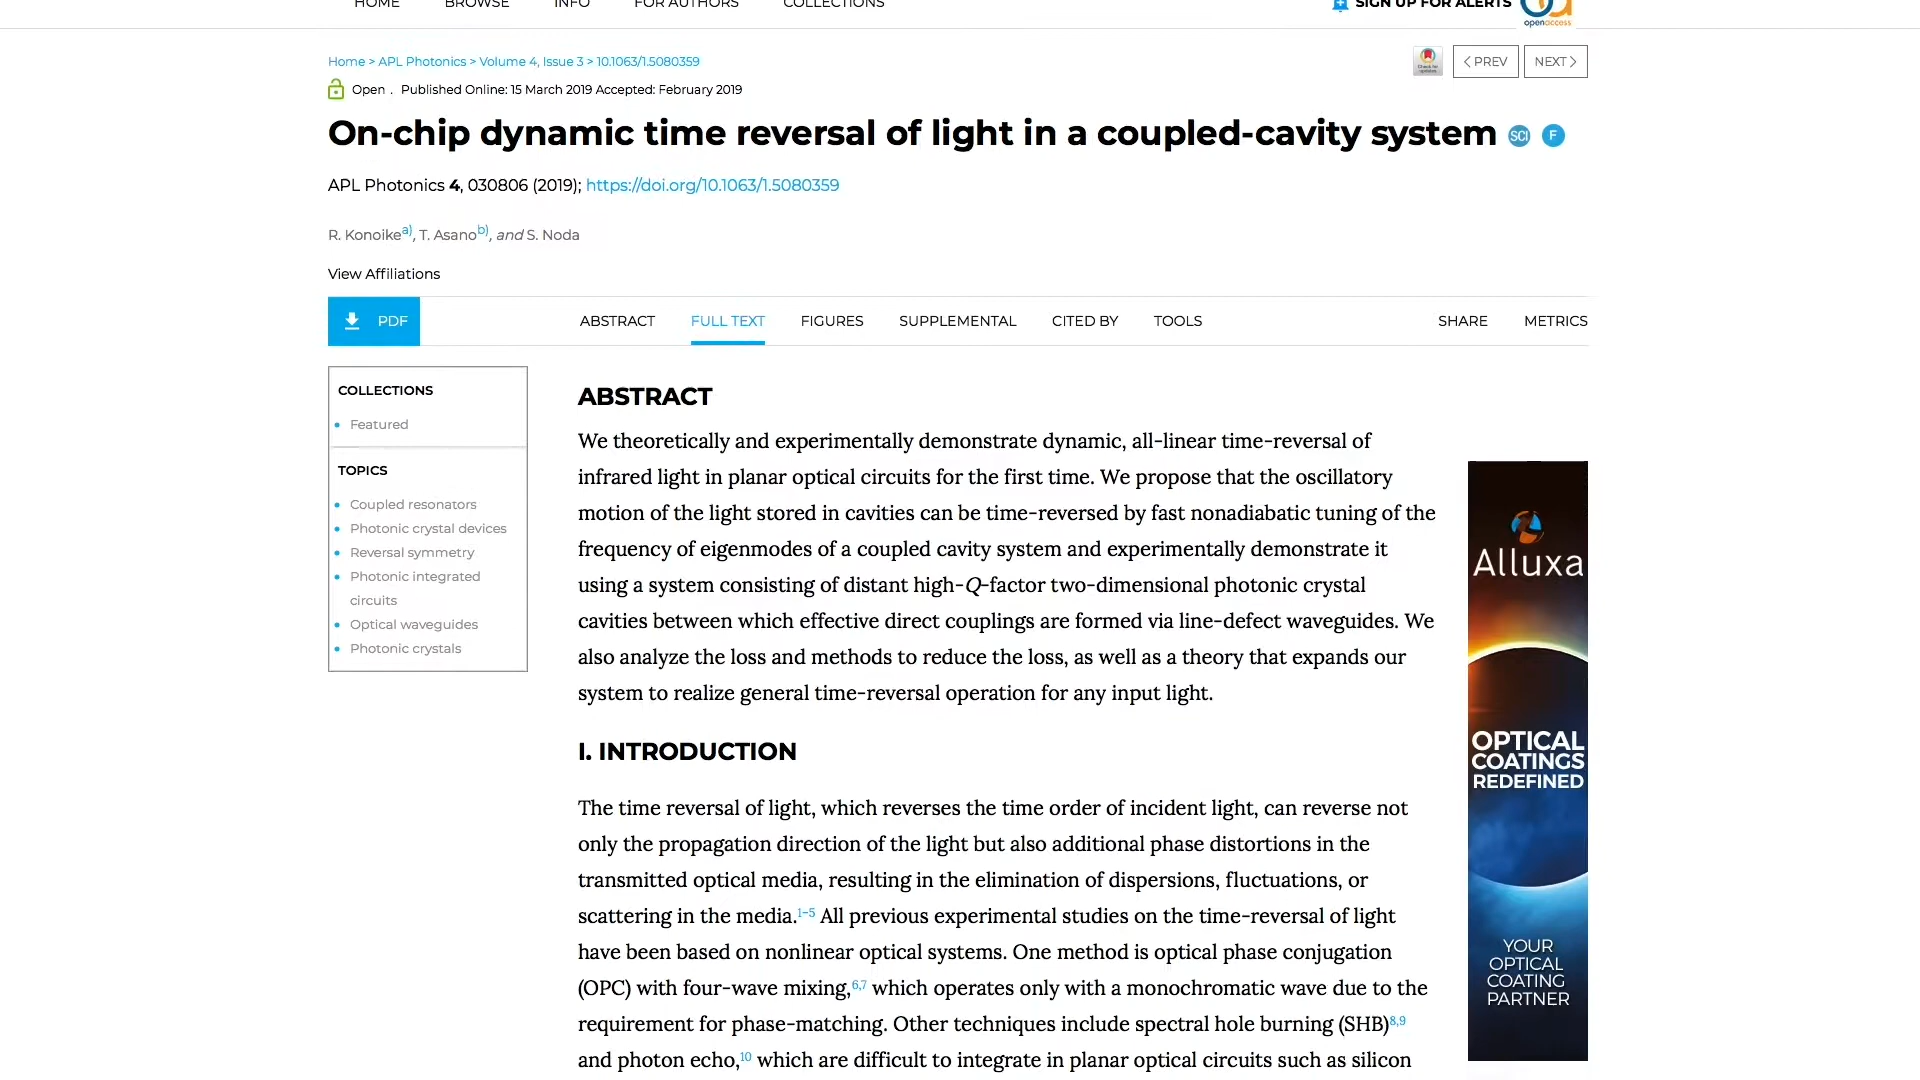 HOME BROWSE INFO FOR AUTHORS COLLECTIONS SIGN UP FOR ALERTS
openaccess
Home > APL Photonics > Volume 4, Issue 3 > 10.1063/1.5080359
Check for updates
PREV NEXT
Open . Published Online: 15 March 2019 Accepted: February 2019
On-chip dynamic time reversal of light in a coupled-cavity system SCI F
APL Photonics 4, 030806 (2019); https://doi.org/10.1063/1.5080359
R. Konoike a), T. Asano b), and S. Noda
View Affiliations
PDF ABSTRACT FULL TEXT FIGURES SUPPLEMENTAL CITED BY TOOLS SHARE METRICS
COLLECTIONS
Featured
TOPICS
Coupled resonators
Photonic crystal devices
Reversal symmetry
Photonic integrated
circuits
Optical waveguides
Photonic crystals
ABSTRACT
We theoretically and experimentally demonstrate dynamic, all-linear time-reversal of
infrared light in planar optical circuits for the first time. We propose that the oscillatory
motion of the light stored in cavities can be time-reversed by fast nonadiabatic tuning of the
frequency of eigenmodes of a coupled cavity system and experimentally demonstrate it
using a system consisting of distant high-Q-factor two-dimensional photonic crystal
cavities between which effective direct couplings are formed via line-defect waveguides. We
also analyze the loss and methods to reduce the loss, as well as a theory that expands our
system to realize general time-reversal operation for any input light.
I. INTRODUCTION
The time reversal of light, which reverses the time order of incident light, can reverse not
only the propagation direction of the light but also additional phase distortions in the
transmitted optical media, resulting in the elimination of dispersions, fluctuations, or
scattering in the media.1–5 All previous experimental studies on the time-reversal of light
have been based on nonlinear optical systems. One method is optical phase conjugation
(OPC) with four-wave mixing,6,7 which operates only with a monochromatic wave due to the
requirement for phase-matching. Other techniques include spectral hole burning (SHB)8,9
and photon echo,10 which are difficult to integrate in planar optical circuits such as silicon
Alluxa
OPTICAL
COATINGS
REDEFINED
YOUR
OPTICAL
COATING
PARTNER